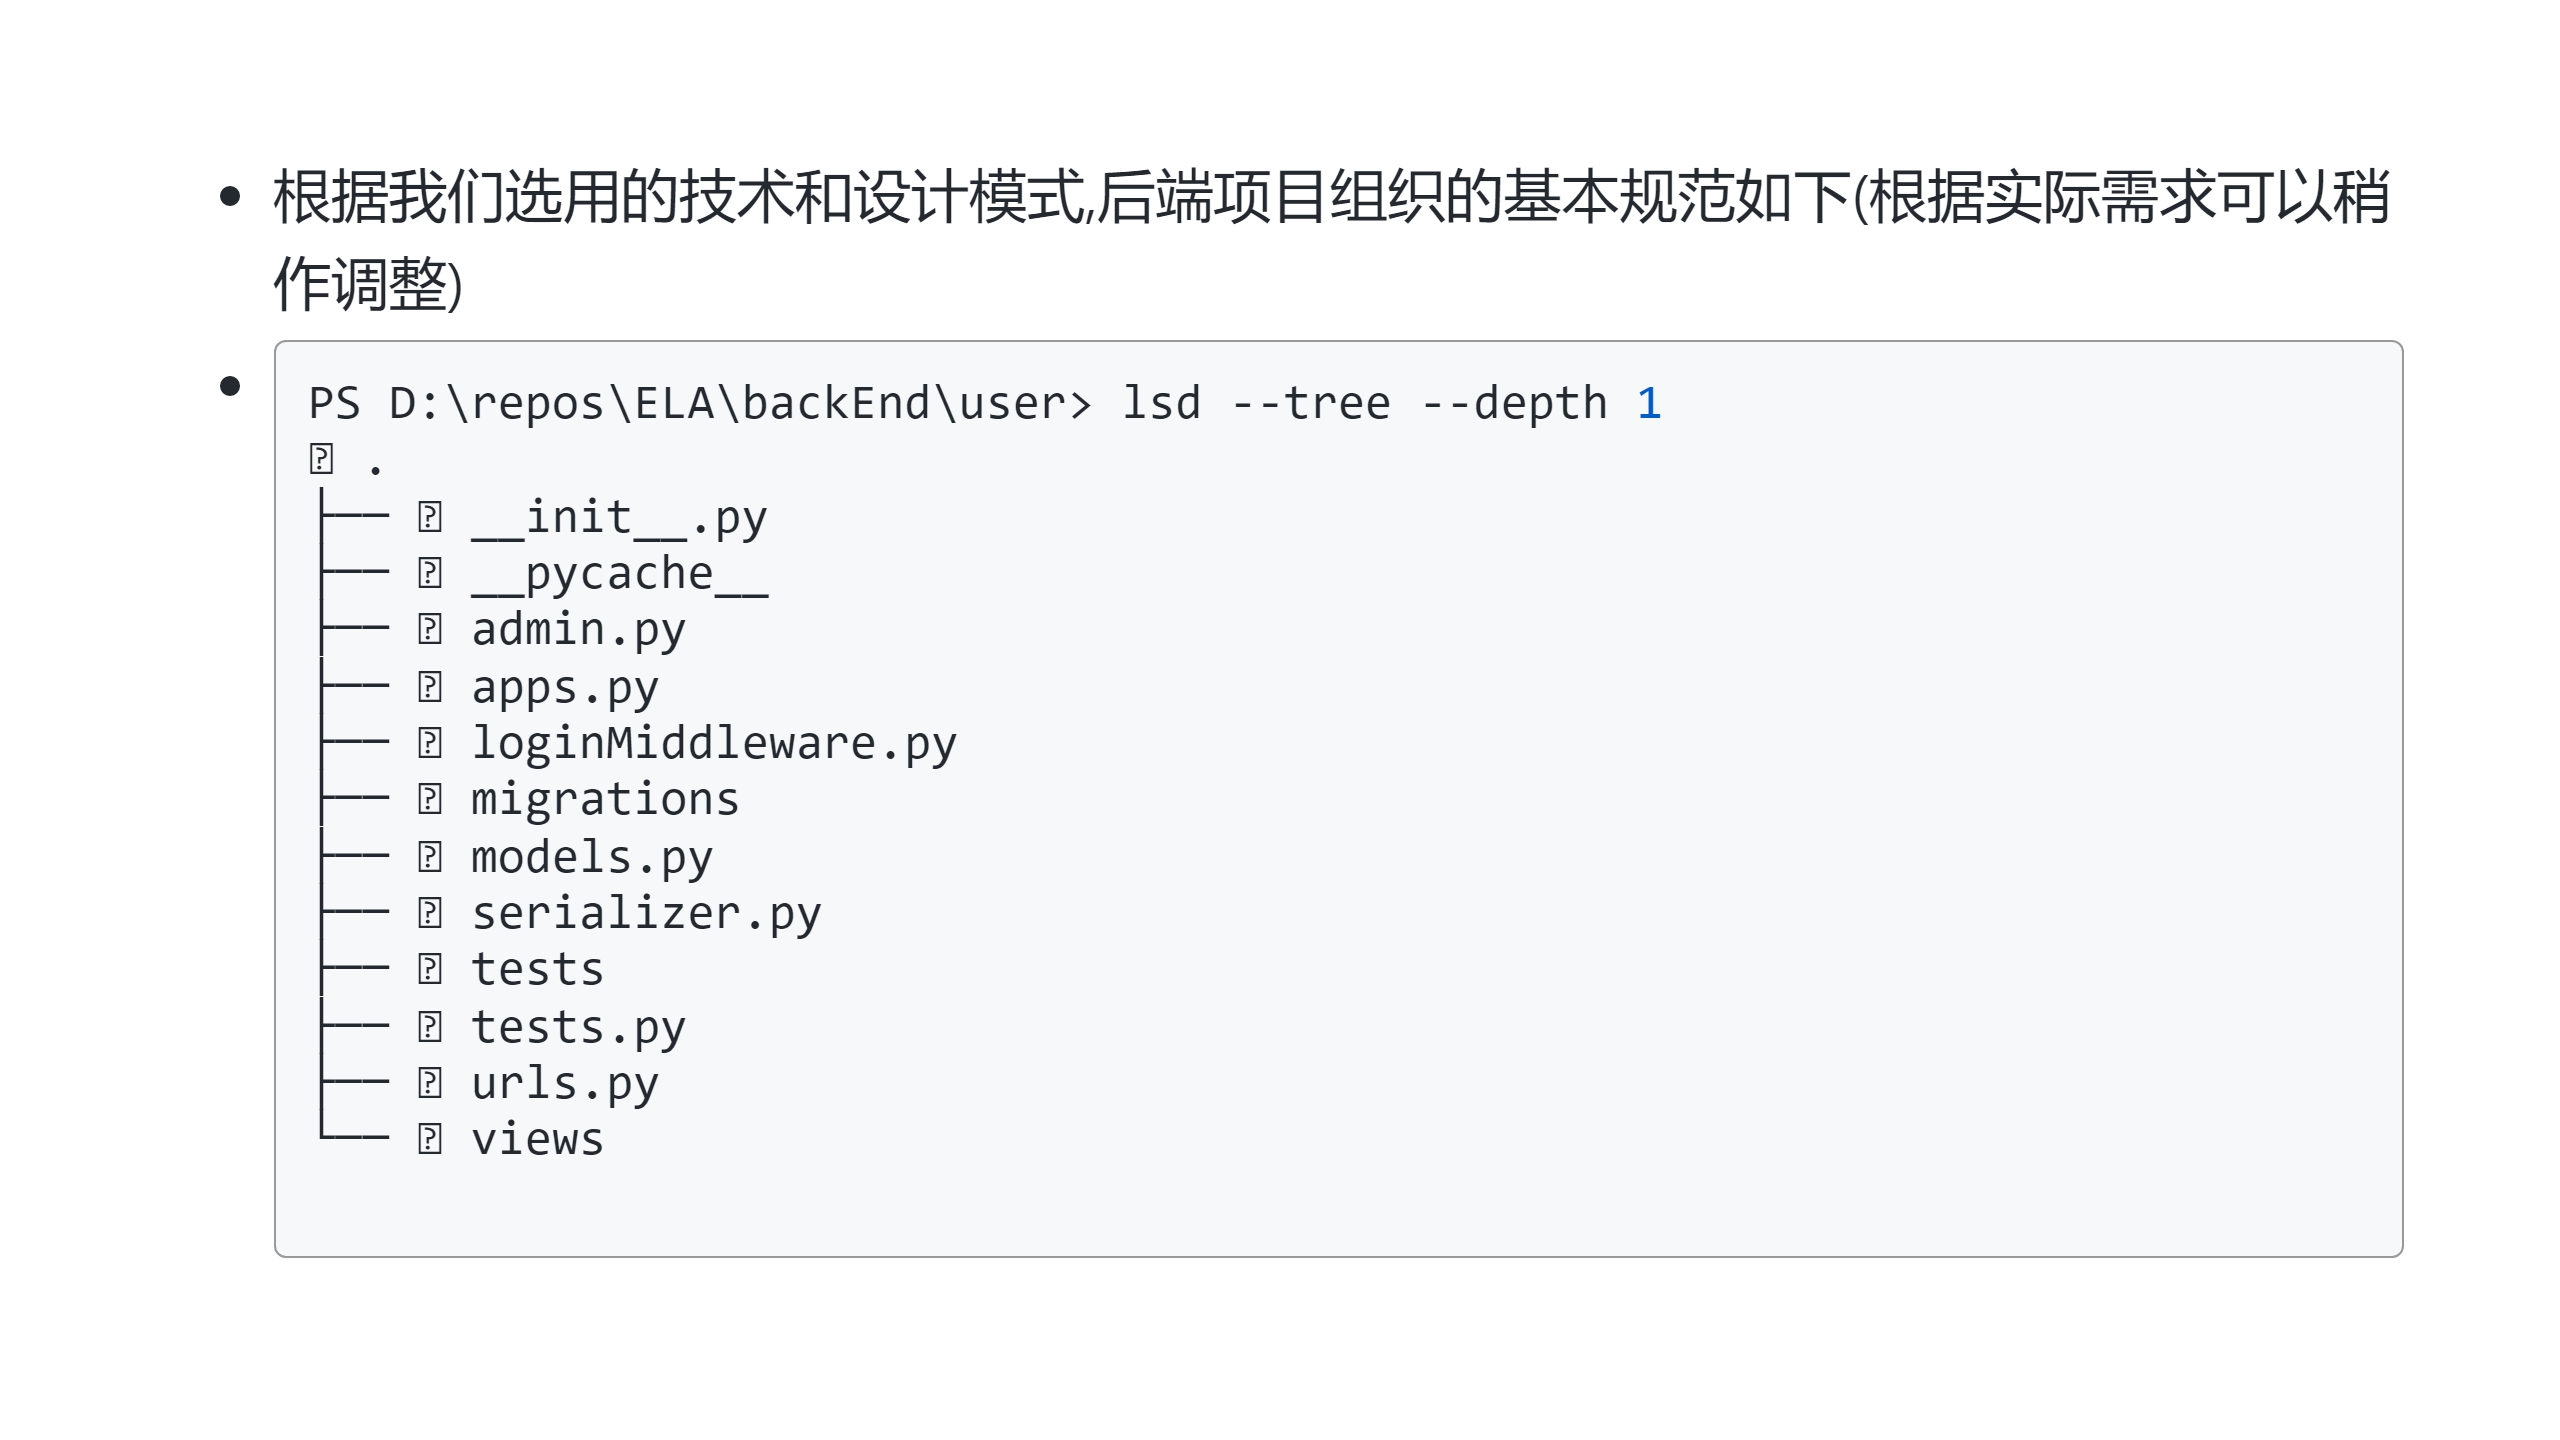 根据我们选用的技术和设计模式,后端项目组织的基本规范如下(根据实际需求可以稍
作调整)
PS D:\repos\ELA\backEnd\user> lsd --tree --depth 1
.
├── __init__.py
├── __pycache__
├── admin.py
├── apps.py
├── loginMiddleware.py
├── migrations
├── models.py
├── serializer.py
├── tests
├── tests.py
├── urls.py
└── views